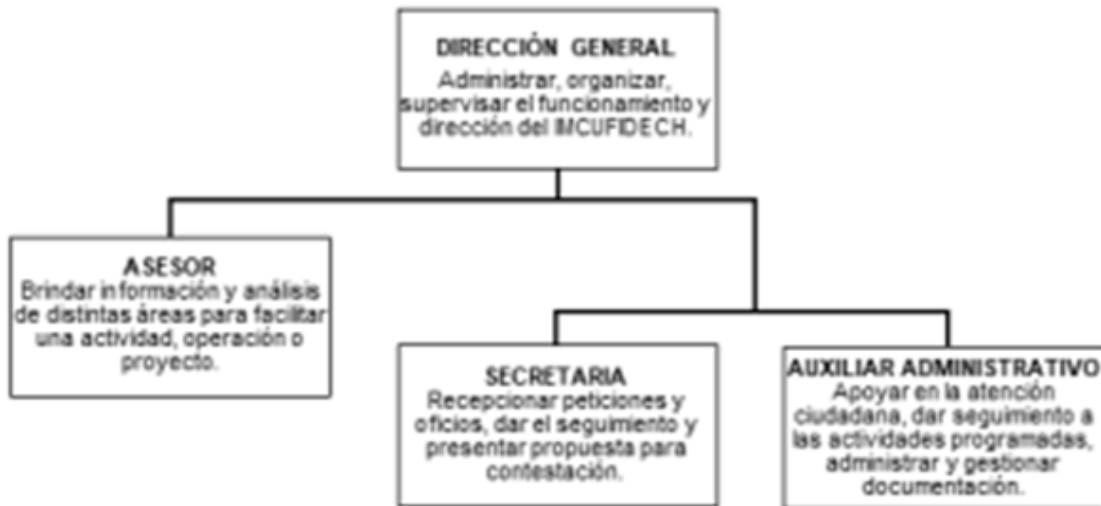 DIRECCIÓN GENERAL
Administrar, organizar,
supervisar el funcionamiento y
dirección del IMCUFIDECH.
ASESOR
Brindar información y análisis
de distintas áreas para facilitar
una actividad, operación o
proyecto.
SECRETARIA
Recepcionar peticiones y
oficios, dar el seguimiento y
presentar propuesta para
contestación.
AUXILIAR ADMINISTRATIVO
Apoyar en la atención
ciudadana, dar seguimiento a
las actividades programadas,
administrar y gestionar
documentación.